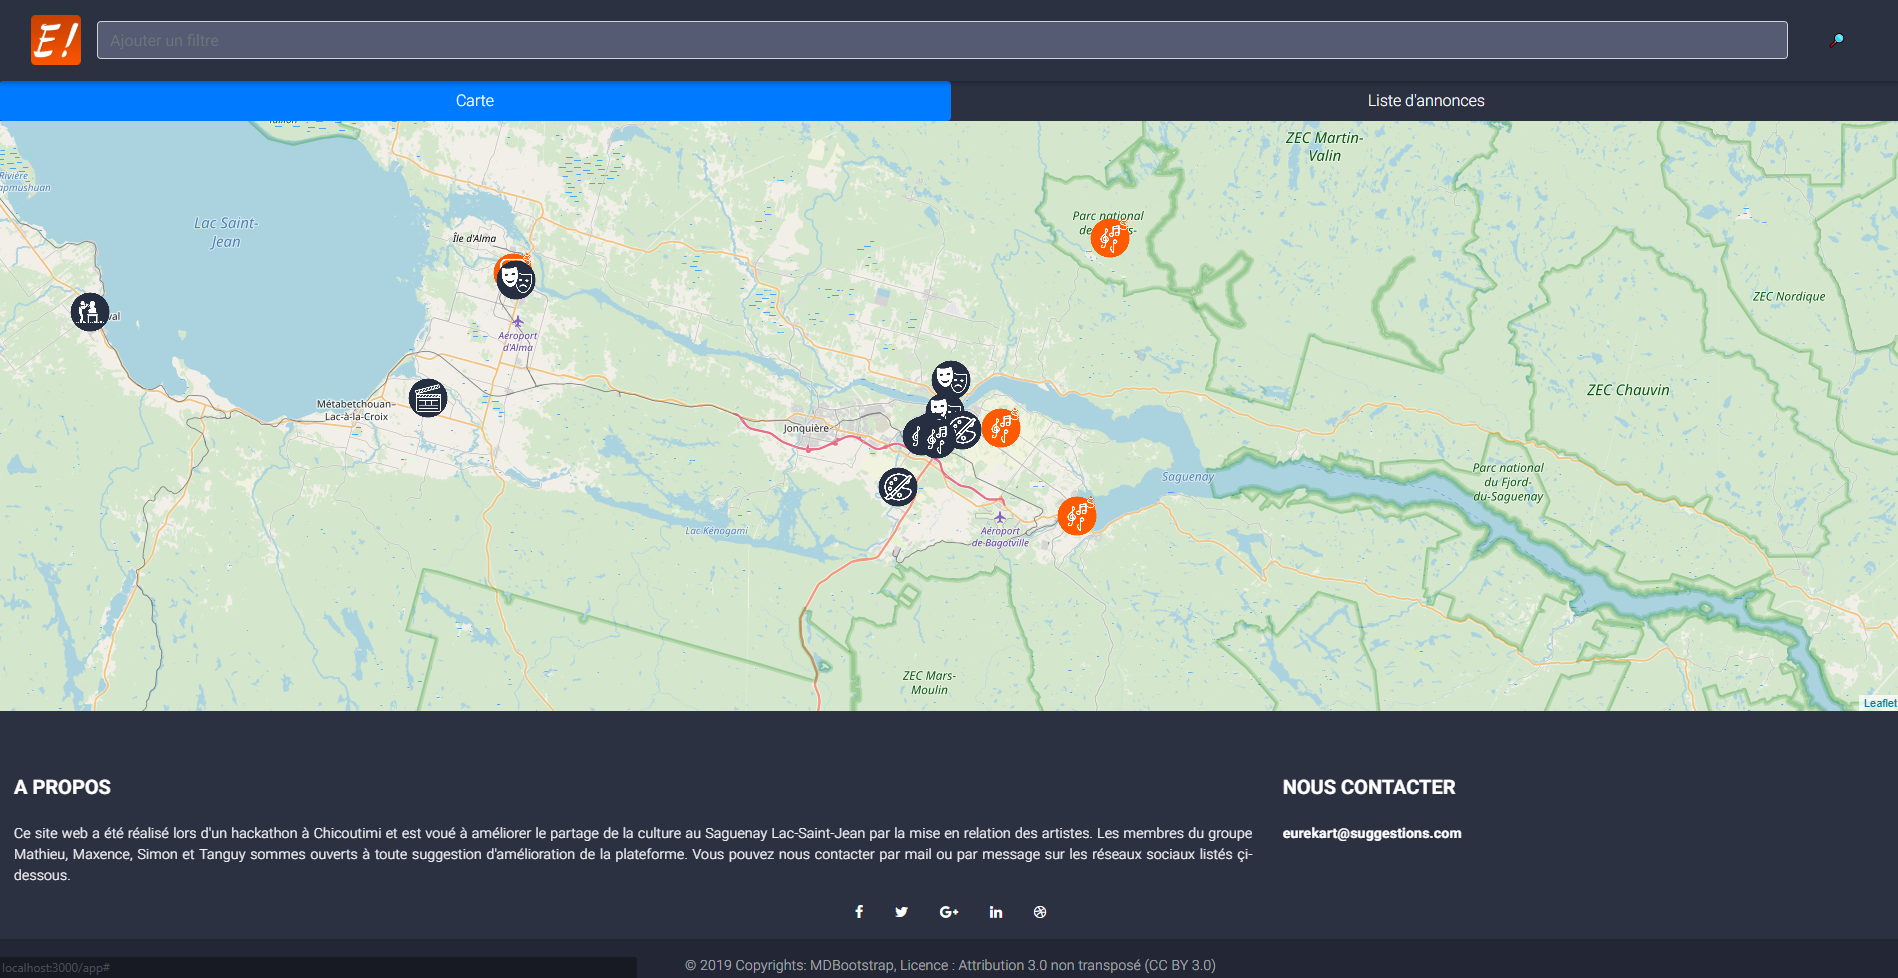 E!
Ajouter un filtre
Carte
Liste d'annonces
ZEC Martin-
Valin
Rivière
Lac Saint-
Jean
Parc national
Île d'Alma
ZEC Nordique
Aéroport
d'Alma
ZEC Chauvin
Métabetchouan–
Lac-à-la-Croix
Jonquière
Saguenay
Parc national
du Fjord-
du-Saguenay
Lac Kénogami
Aéroport
de-Bagotville
ZEC Mars-
Moulin
Leaflet
A PROPOS
Ce site web a été réalisé lors d'un hackathon à Chicoutimi et est voué à améliorer le partage de la culture au Saguenay Lac-Saint-Jean par la mise en relation des artistes. Les membres du groupe
Mathieu, Maxence, Simon et Tanguy sommes ouverts à toute suggestion d'amélioration de la plateforme. Vous pouvez nous contacter par mail ou par message sur les réseaux sociaux listés çi-
dessous.
NOUS CONTACTER
eurekart@suggestions.com
G+
in
© 2019 Copyrights: MDBootstrap, Licence : Attribution 3.0 non transposé (CC BY 3.0)
localhost:3000/app#